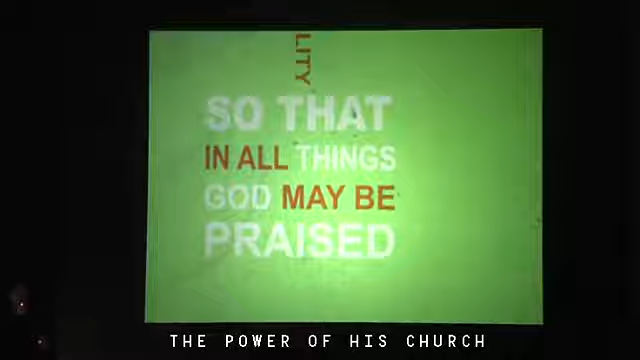 LITY
SO THAT
IN ALL THINGS
GOD MAY BE
PRAISED
THE POWER OF HIS CHURCH